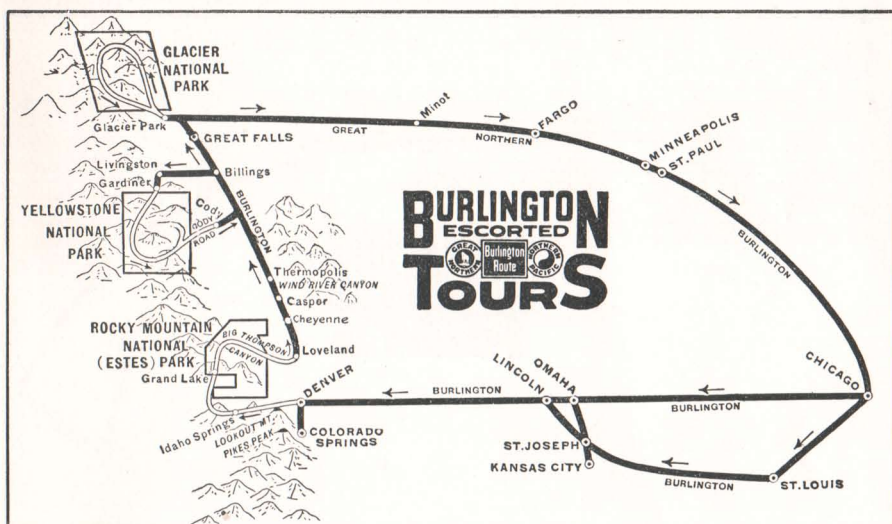 GLACIER
NATIONAL
PARK
Glacier Park
GREAT FALLS
GREAT
Minot
NORTHERN
FARGO
MINNEAPOLIS
ST. PAUL
Livingston
Gardiner
Billings
YELLOWSTONE
NATIONAL
PARK
Cody
CODY
ROAD
BURLINGTON
BURLINGTON
ESCORTED
TOURS
GREAT
NORTHERN
Burlington
Route
NORTHERN
PACIFIC
BURLINGTON
Thermopolis
WIND RIVER CANYON
Casper
Cheyenne
ROCKY MOUNTAIN
NATIONAL
(ESTES) PARK
BIG THOMPSON
CANYON
Loveland
Grand Lake
DENVER
BURLINGTON
LINCOLN
OMAHA
BURLINGTON
CHICAGO
Idaho Springs
LOOKOUT MT.
PIKES PEAK
COLORADO
SPRINGS
ST. JOSEPH
KANSAS CITY
BURLINGTON
ST. LOUIS